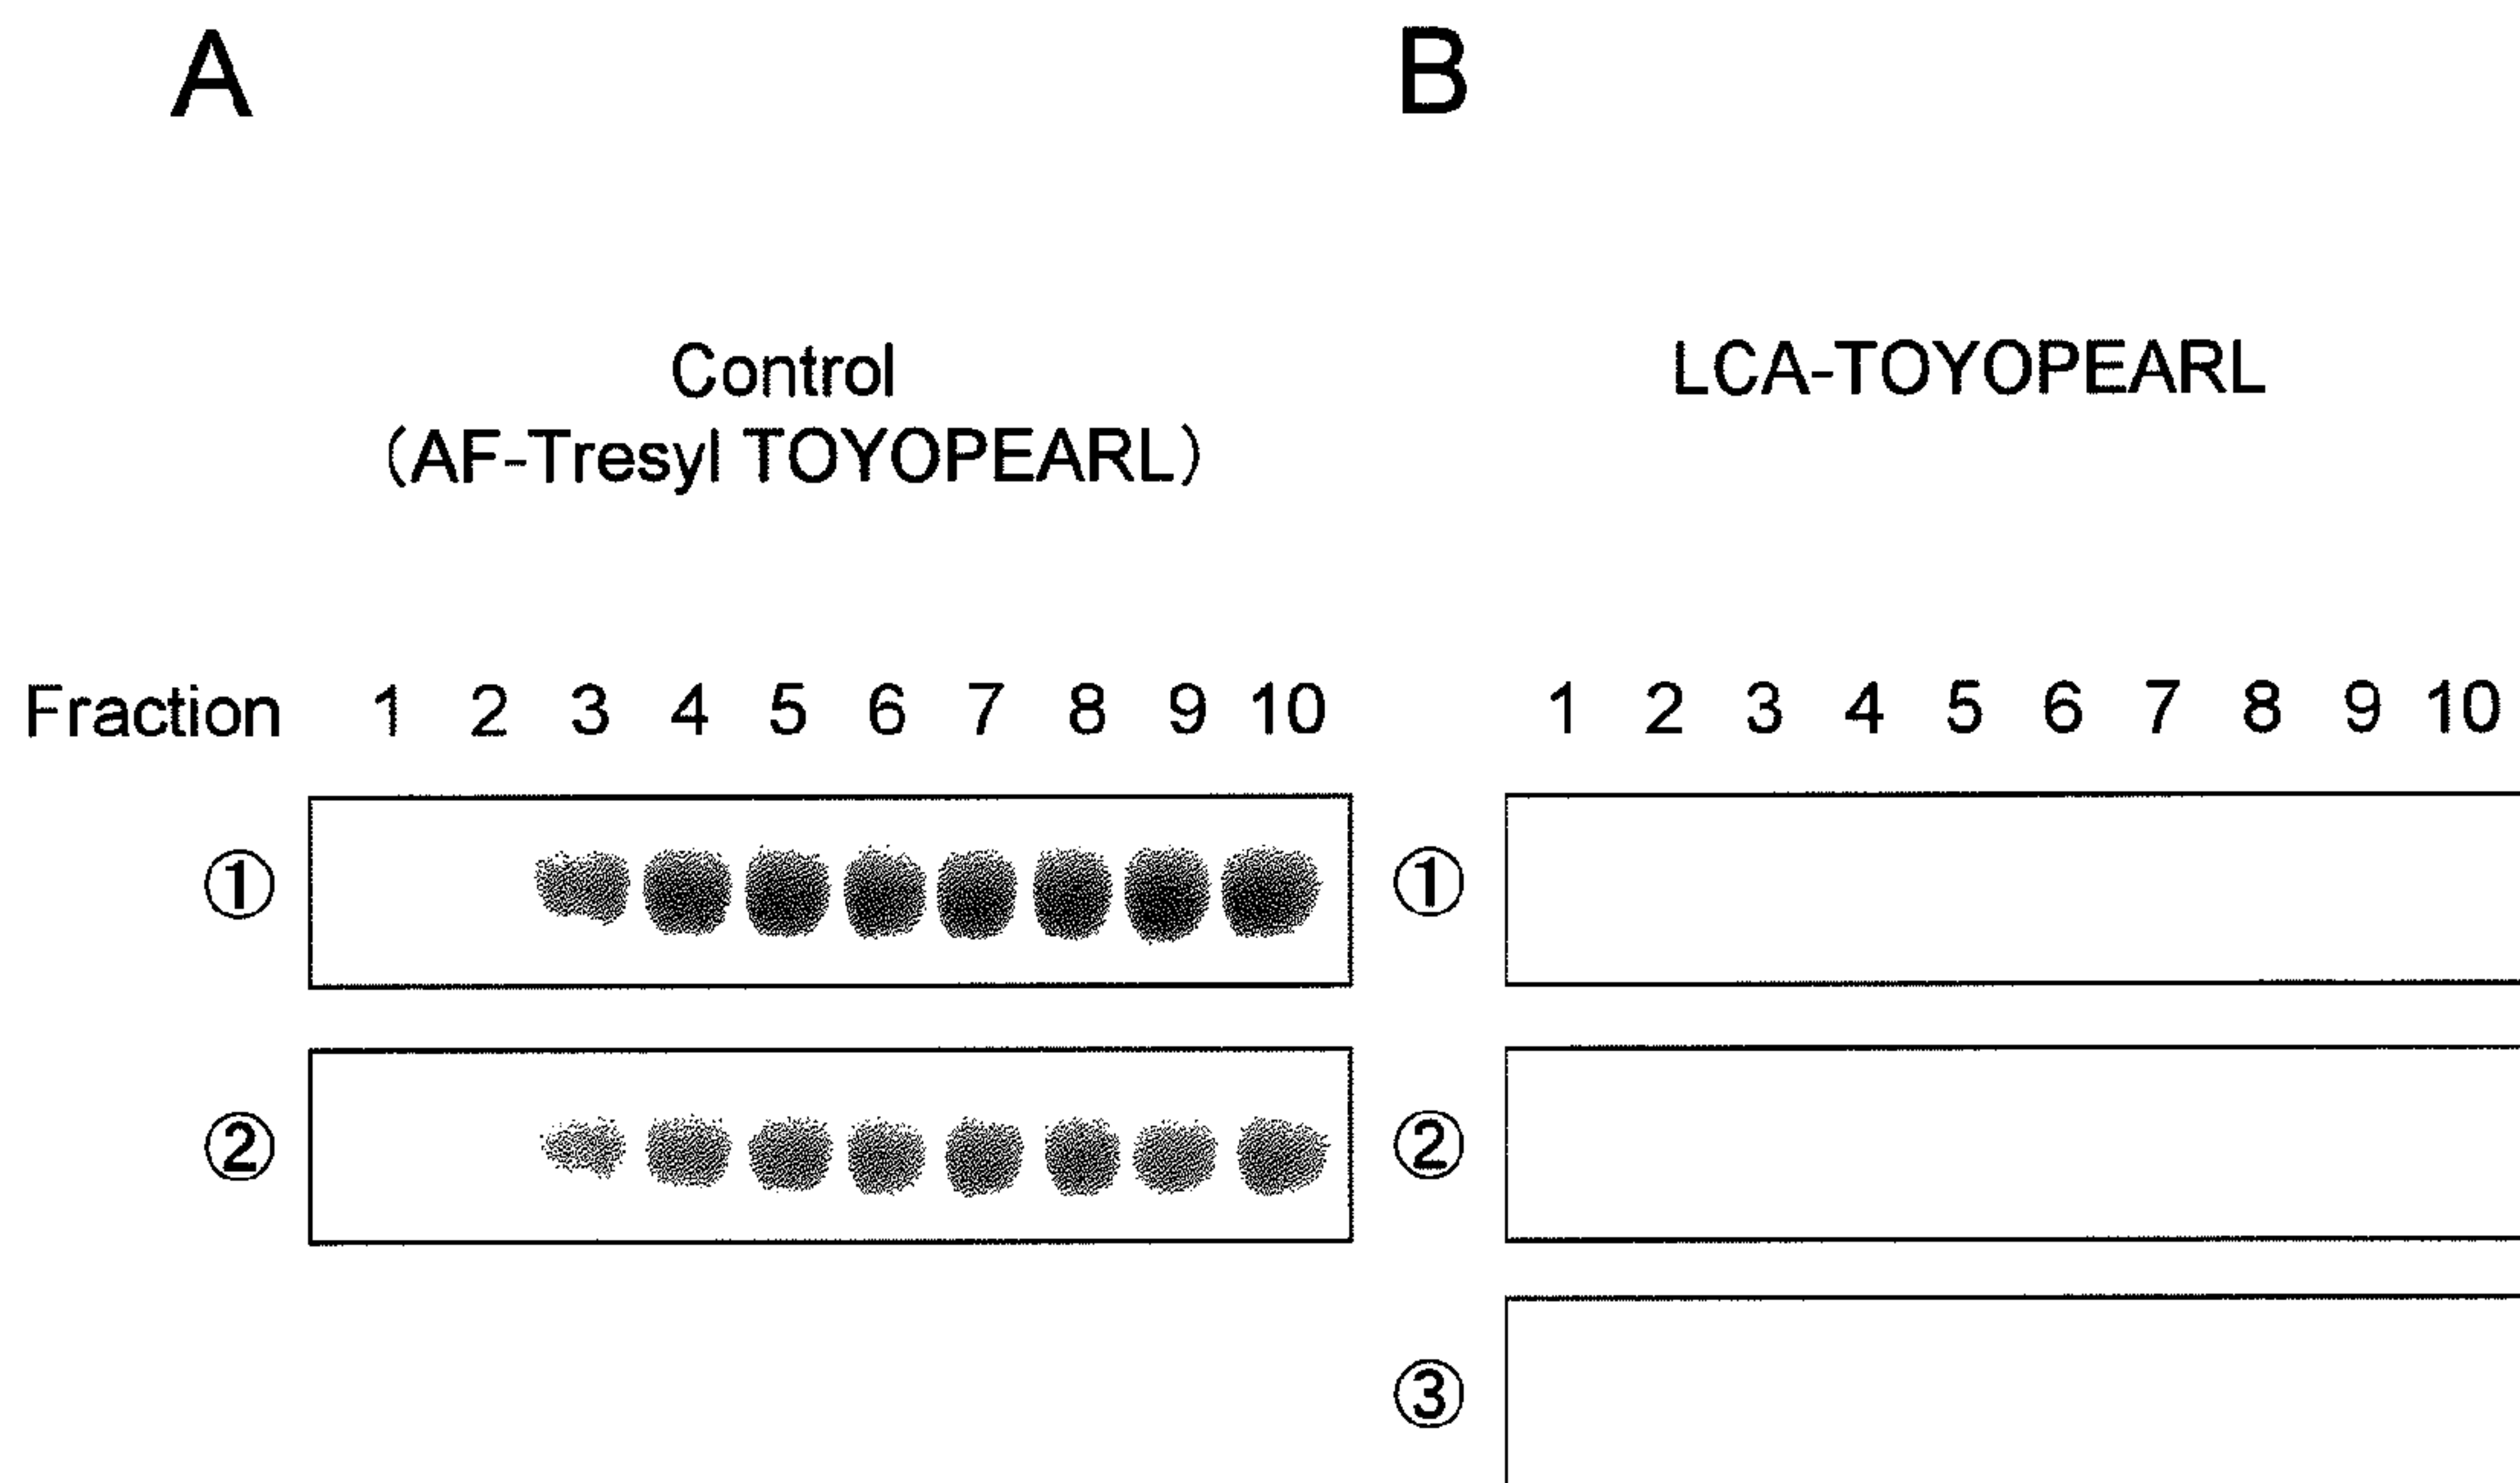 A
B
Control
(AF-Tresyl TOYOPEARL)
LCA-TOYOPEARL
Fraction 1 2 3 4 5 6 7 8 9 10
1 2 3 4 5 6 7 8 9 10
①
①
②
②
③